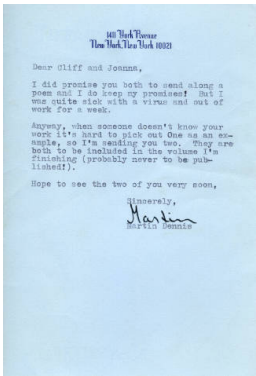 1411 York Avenue
New York, New York 10021
Dear Cliff and Joanna,
I did promise you both to send along a
poem and I do keep my promises! But I
was quite sick with a virus and out of
work for a week.
Anyway, when someone doesn't know your
work it's hard to pick out One as an ex-
ample, so I'm sending you two. They are
both to be included in the volume I'm
finishing (probably never to be pub-
lished!).
Hope to see the two of you very soon,
Sincerely,
Martin
Martin Dennis